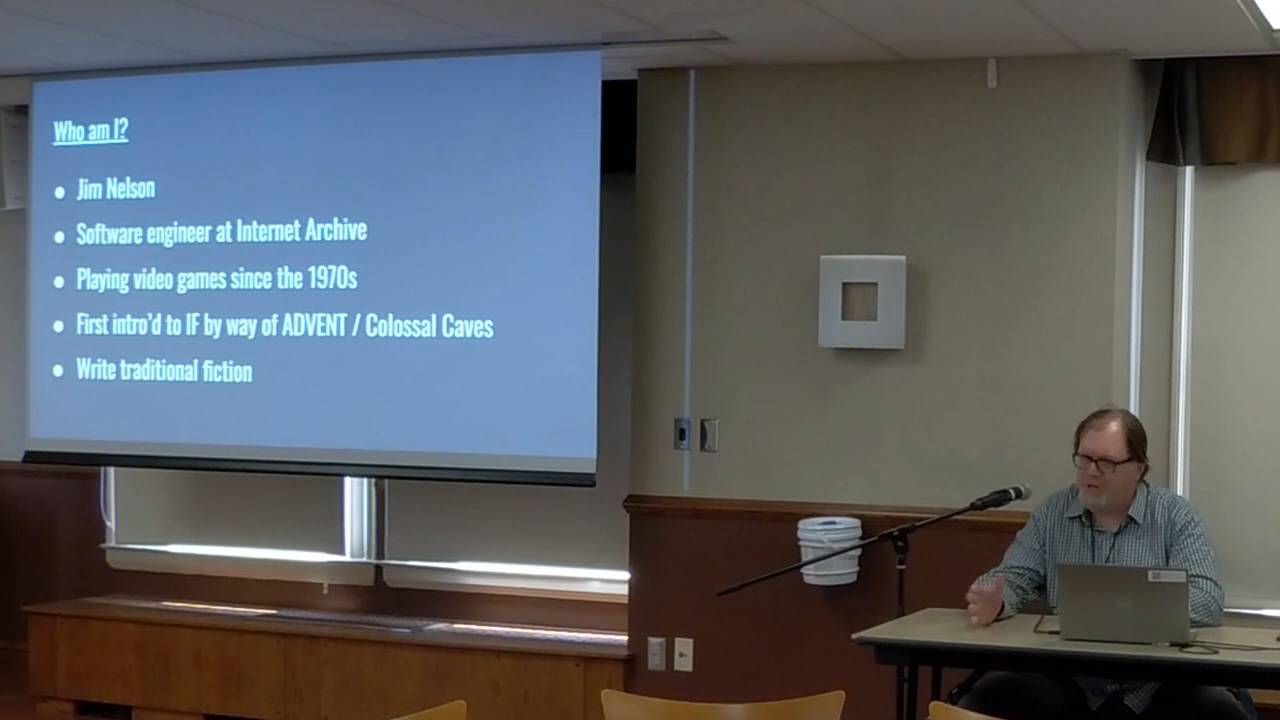 Who am I?
● Jim Nelson
● Software engineer at Internet Archive
● Playing video games since the 1970s
● First intro'd to IF by way of ADVENT / Colossal Caves
● Write traditional fiction